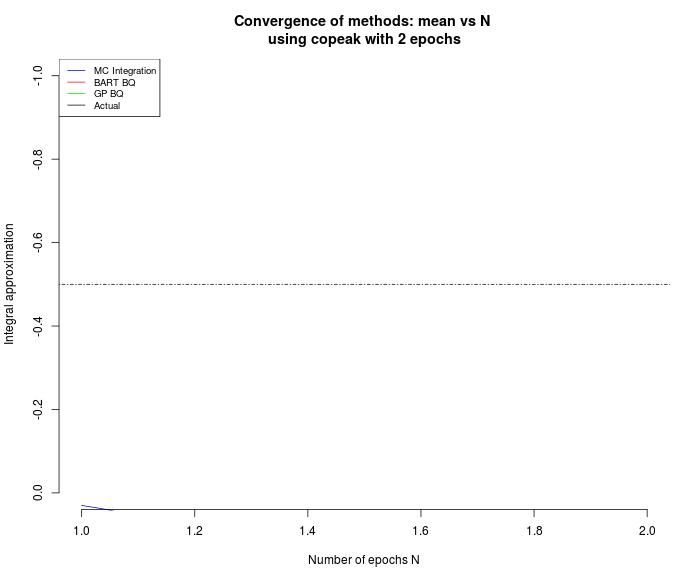 Convergence of methods: mean vs N
using copeak with 2 epochs
MC Integration
BART BQ
GP BQ
Actual
Integral approximation
-1.0
-0.8
-0.6
-0.4
-0.2
0.0
1.0 1.2 1.4 1.6 1.8 2.0
Number of epochs N